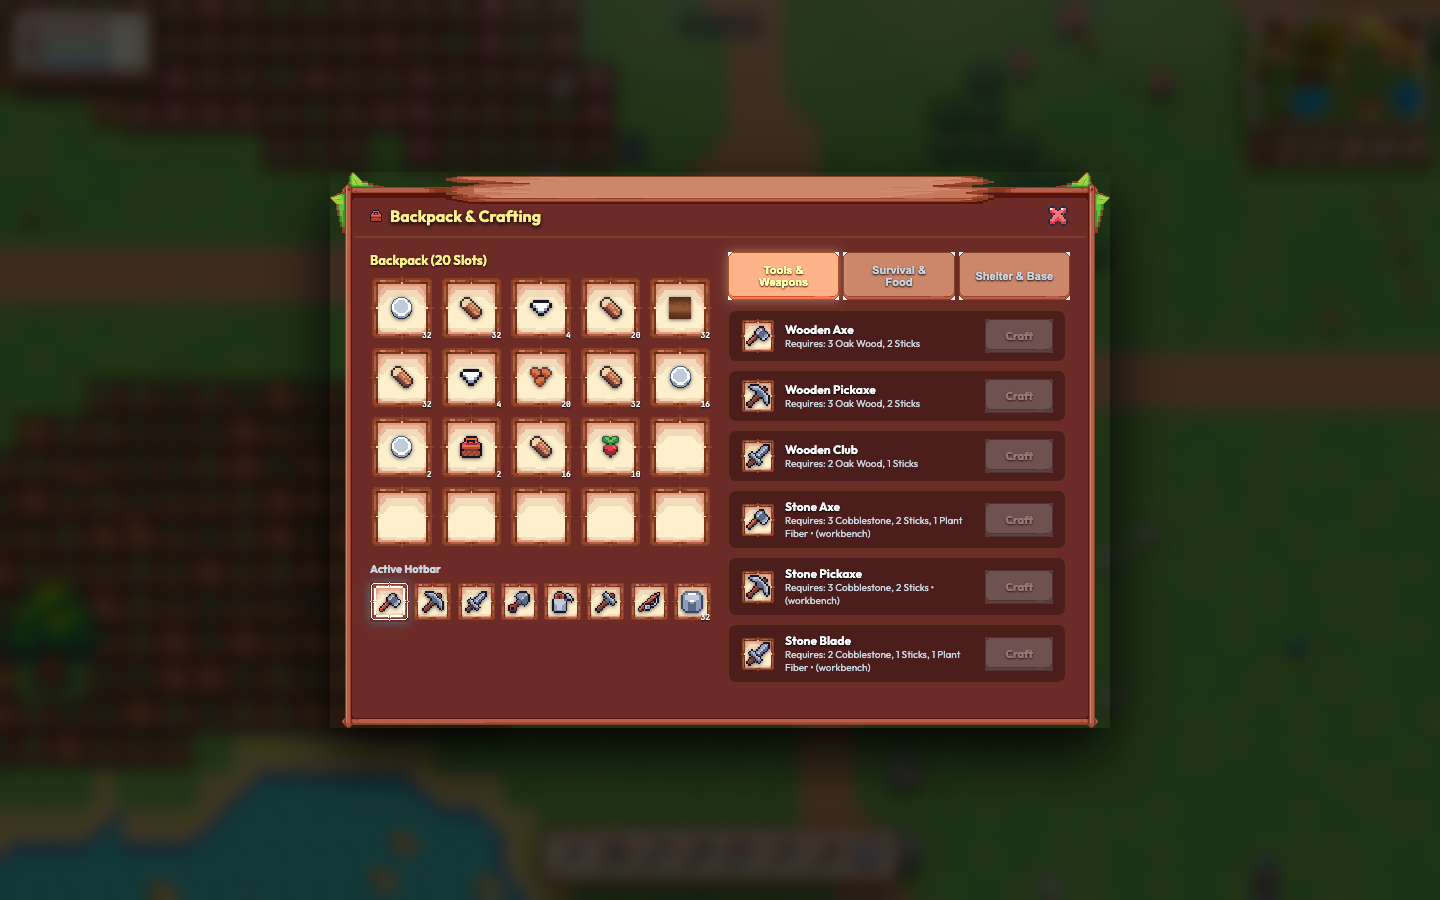 Backpack & Crafting
Backpack (20 Slots)
32
32
4
20
32
32
4
20
32
16
2
2
16
10
Active Hotbar
32
Tools &
Weapons
Survival &
Food
Shelter & Base
Wooden Axe
Requires: 3 Oak Wood, 2 Sticks
Craft
Wooden Pickaxe
Requires: 3 Oak Wood, 2 Sticks
Craft
Wooden Club
Requires: 2 Oak Wood, 1 Sticks
Craft
Stone Axe
Requires: 3 Cobblestone, 2 Sticks, 1 Plant
Fiber • (workbench)
Craft
Stone Pickaxe
Requires: 3 Cobblestone, 2 Sticks •
(workbench)
Craft
Stone Blade
Requires: 2 Cobblestone, 1 Sticks, 1 Plant
Fiber • (workbench)
Craft